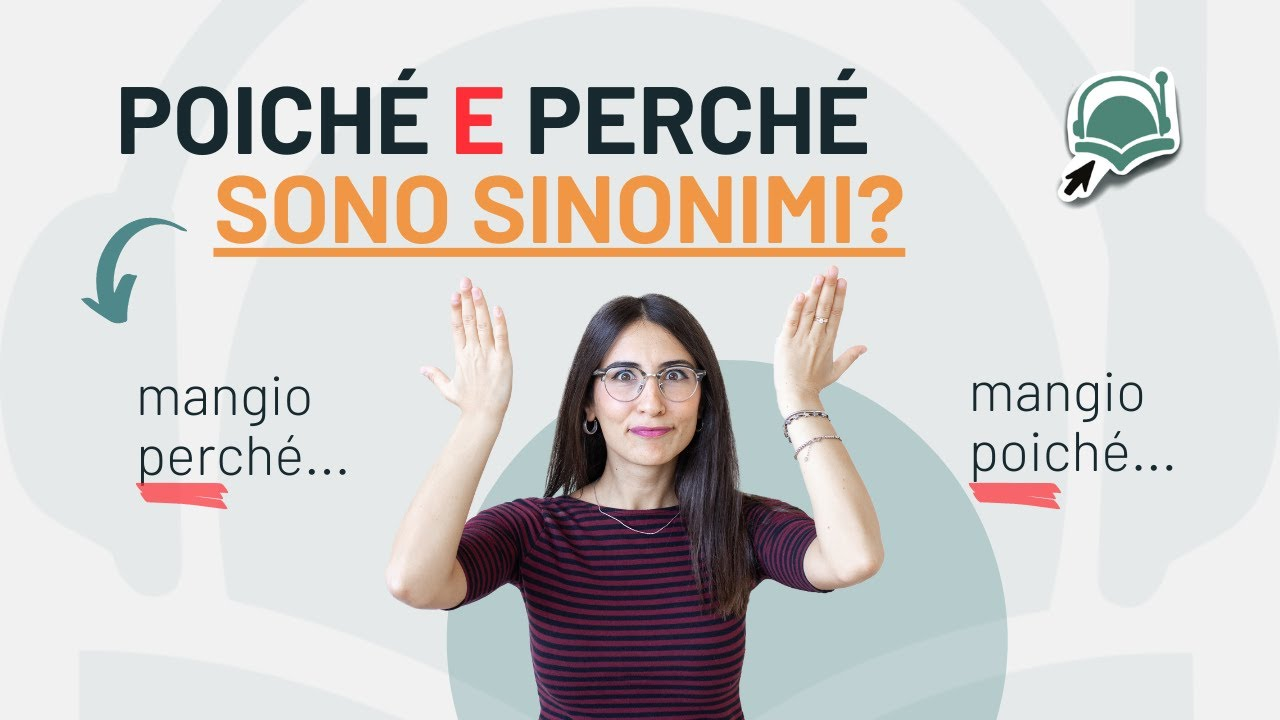 POICHÉ E PERCHÉ
SONO SINONIMI?
mangio
perché...
mangio
poiché...